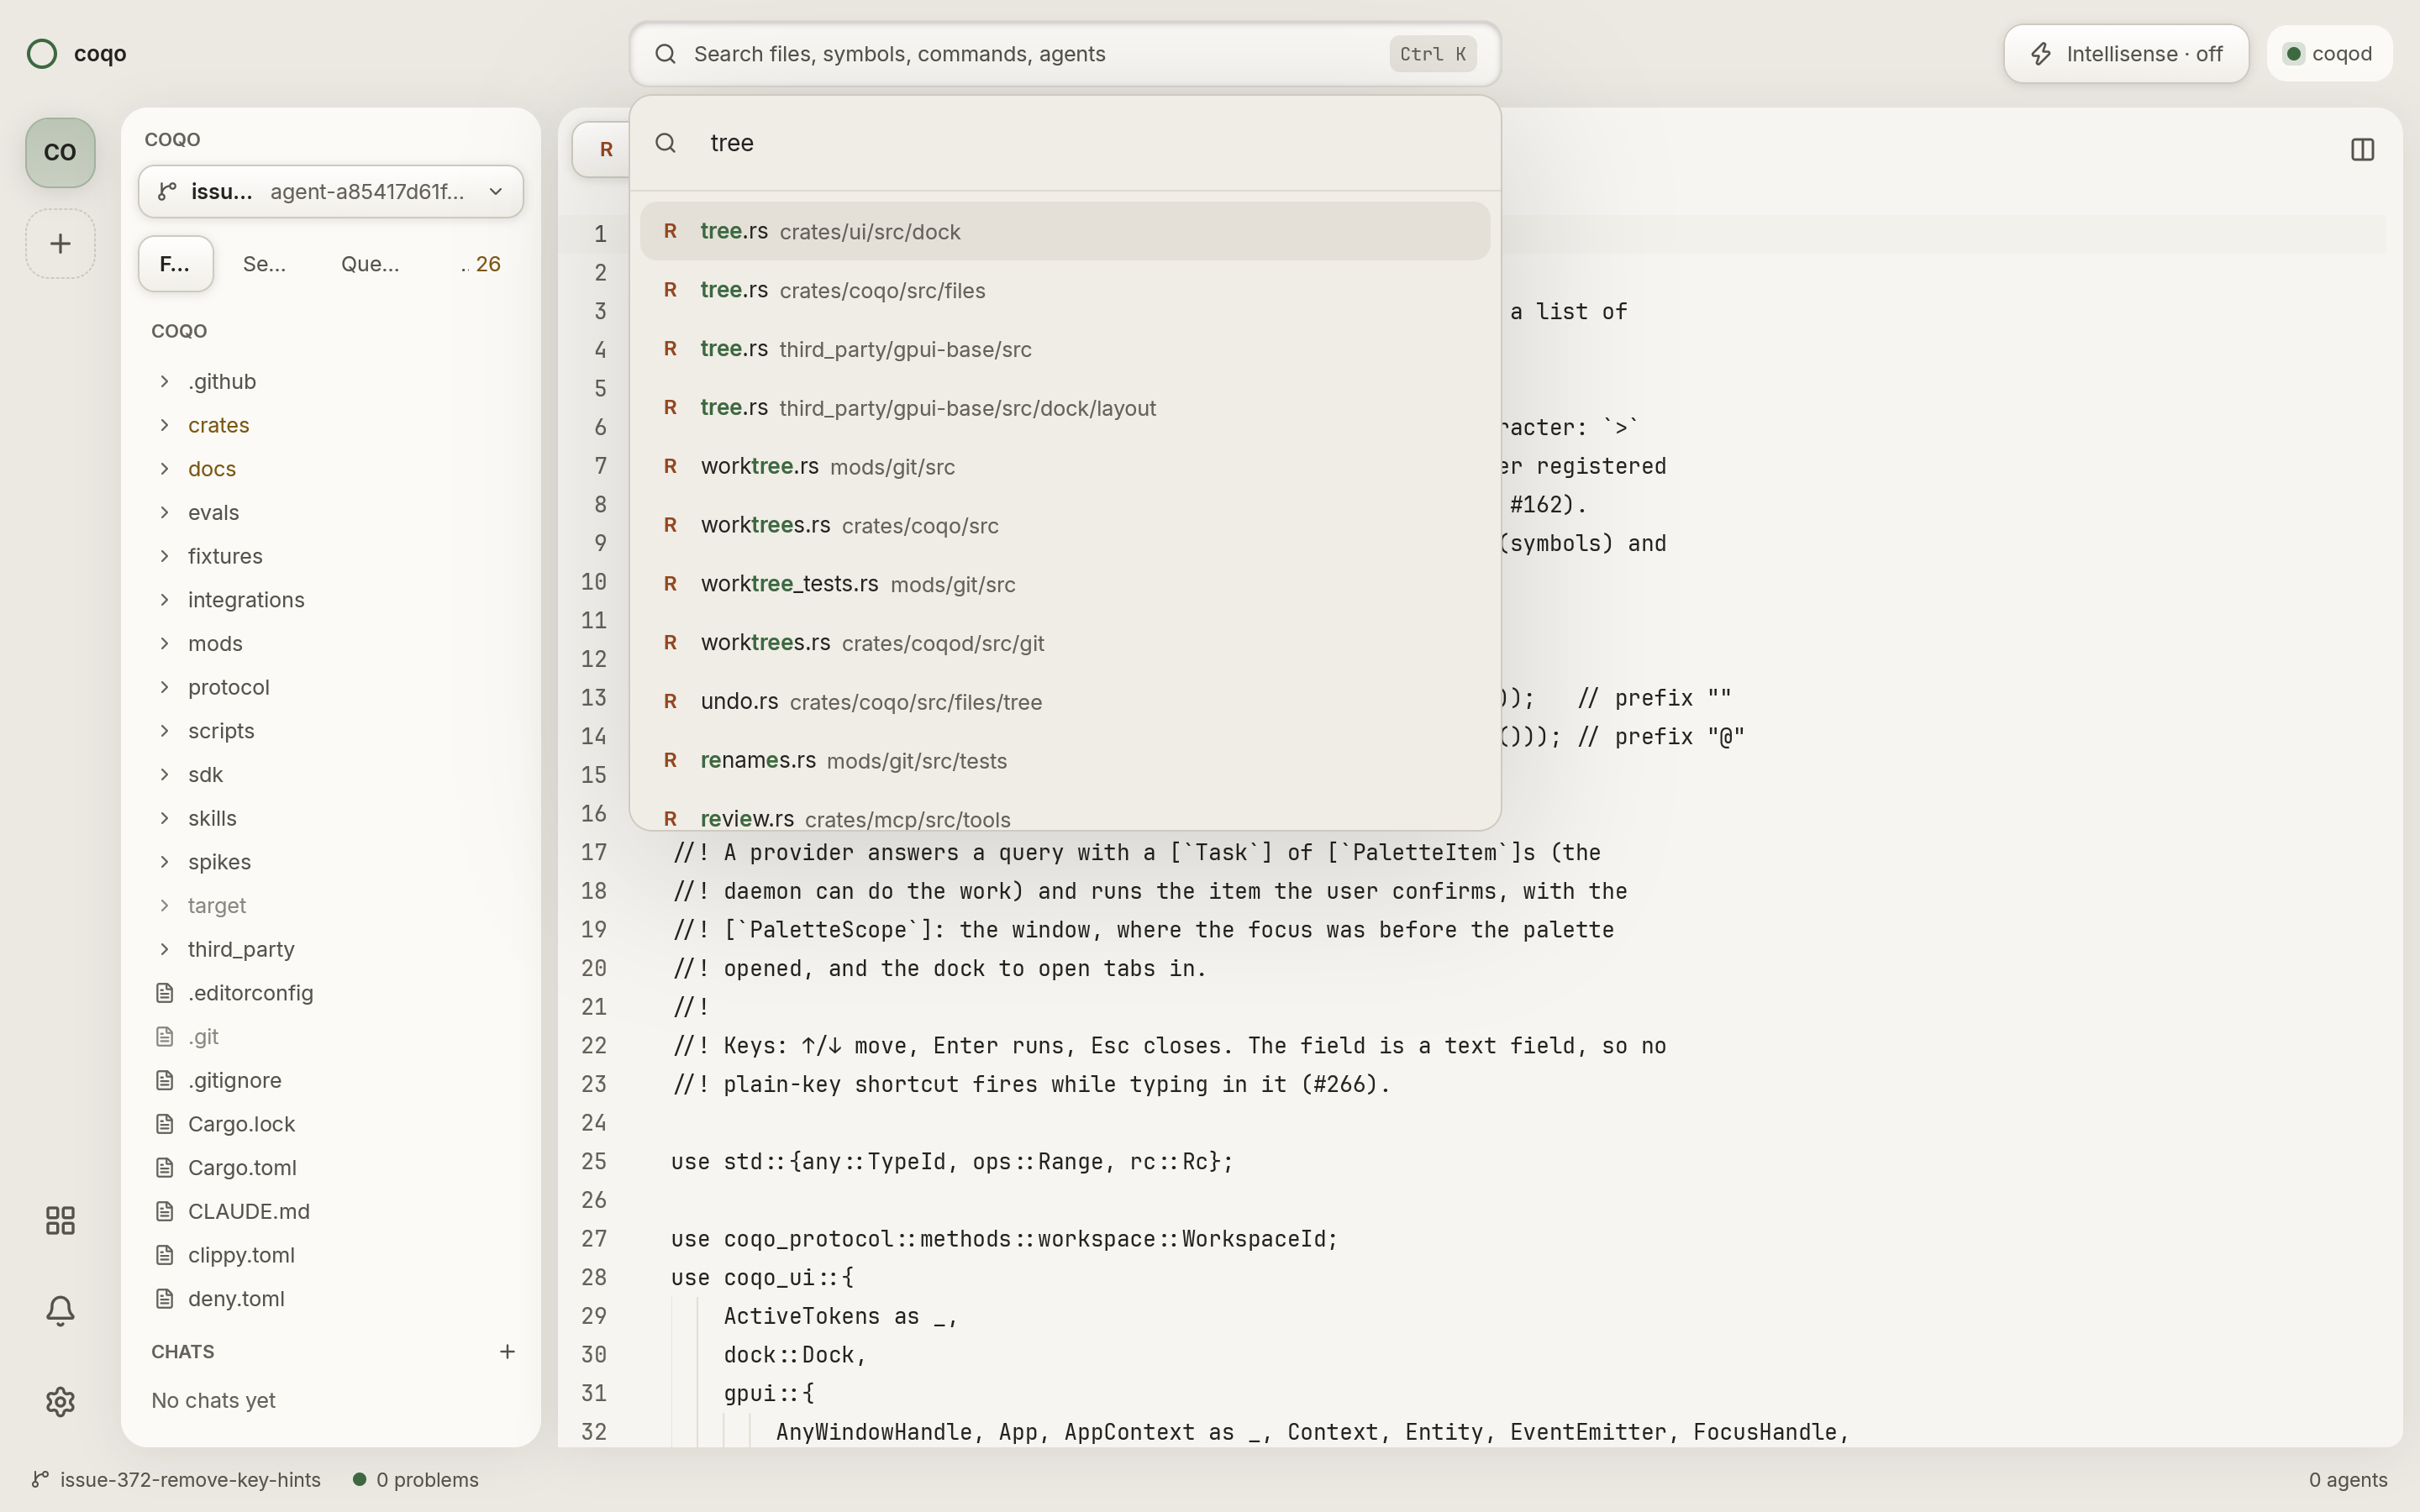 coqo
Search files, symbols, commands, agents
Ctrl K
Intellisense · off
coqod
CO
COQO
issu... agent-a85417d61f...
F... Se... Que... .. 26
COQO
.github
crates
docs
evals
fixtures
integrations
mods
protocol
scripts
sdk
skills
spikes
target
third_party
.editorconfig
.git
.gitignore
Cargo.lock
Cargo.toml
CLAUDE.md
clippy.toml
deny.toml
CHATS
No chats yet
R
tree
R tree.rs crates/ui/src/dock
R tree.rs crates/coqo/src/files
R tree.rs third_party/gpui-base/src
R tree.rs third_party/gpui-base/src/dock/layout
R worktree.rs mods/git/src
R worktrees.rs crates/coqo/src
R worktree_tests.rs mods/git/src
R worktrees.rs crates/coqod/src/git
R undo.rs crates/coqo/src/files/tree
R renames.rs mods/git/src/tests
R review.rs crates/mcp/src/tools
1
2
3 a list of
4
5
6 : `>`
7 registered
8 #162).
9 (symbols) and
10
11
12
13 ); // prefix ""
14 ())); // prefix "@"
15
16
17 //! A provider answers a query with a [`Task`] of [`PaletteItem`]s (the
18 //! daemon can do the work) and runs the item the user confirms, with the
19 //! [`PaletteScope`]: the window, where the focus was before the palette
20 //! opened, and the dock to open tabs in.
21 //!
22 //! Keys: ↑/↓ move, Enter runs, Esc closes. The field is a text field, so no
23 //! plain-key shortcut fires while typing in it (#266).
24
25 use std::{any::TypeId, ops::Range, rc::Rc};
26
27 use coqo_protocol::methods::workspace::WorkspaceId;
28 use coqo_ui::{
29 ActiveTokens as _,
30 dock::Dock,
31 gpui::{
32 AnyWindowHandle, App, AppContext as _, Context, Entity, EventEmitter, FocusHandle,
issue-372-remove-key-hints
0 problems
0 agents